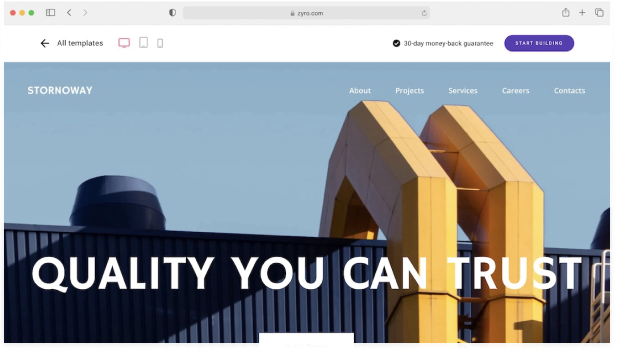 zyro.com
All templates
30-day money-back guarantee
START BUILDING
STORNOWAY
About Projects Services Careers Contacts
QUALITY YOU CAN TRUST